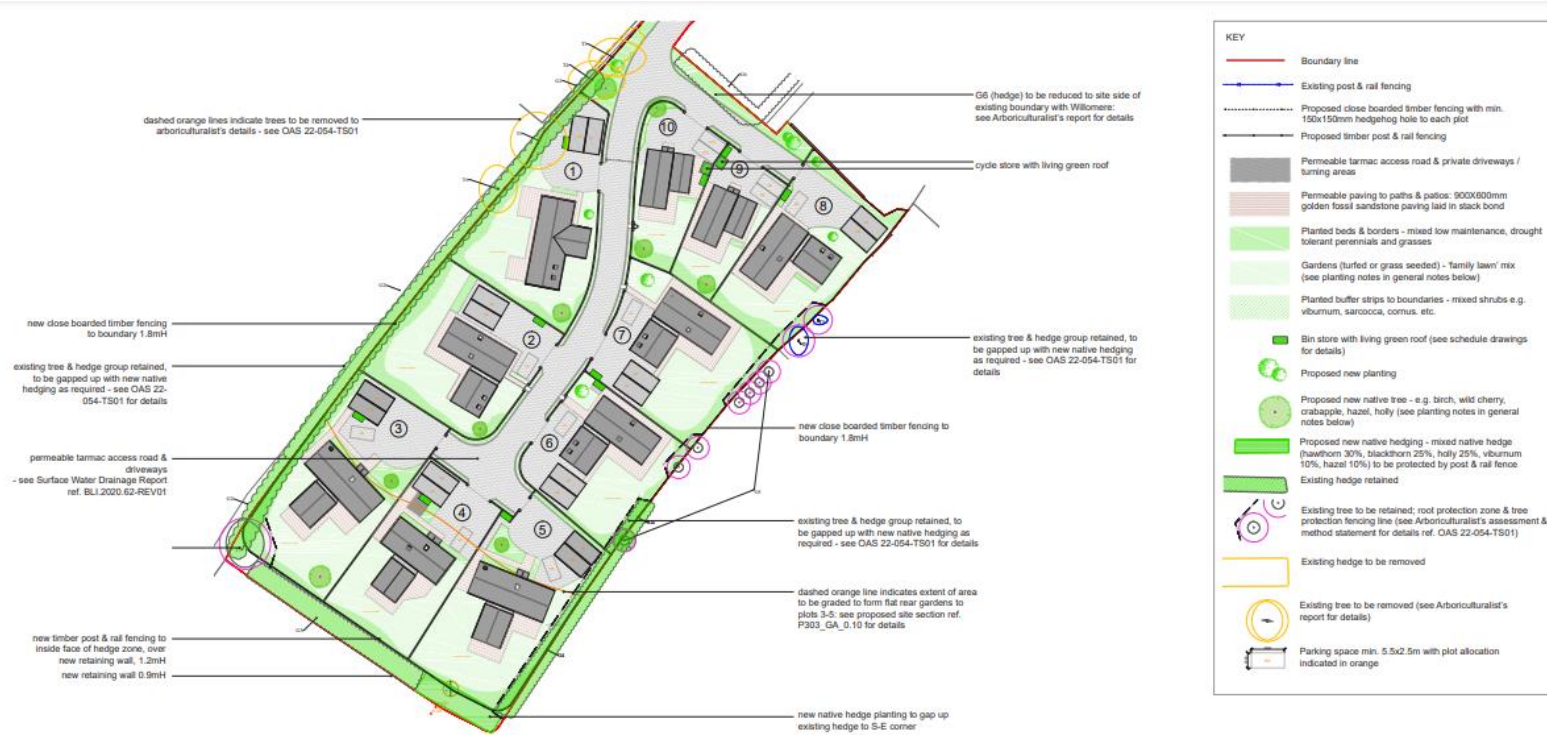 dashed orange lines indicate trees to be removed to
arboriculturalist's details - see OAS 22-054-TS01
new close boarded timber fencing
to boundary 1.8mH
existing tree & hedge group retained,
to be gapped up with new native
hedging as required - see OAS 22-
054-TS01 for details
permeable tarmac access road &
driveways
- see Surface Water Drainage Report
ref. BLI.2020.62-REV01
new timber post & rail fencing to
inside face of hedge zone, over
new retaining wall, 1.2mH
new retaining wall 0.9mH
1
2
3
4
5
6
7
8
9
10
G6 (hedge) to be reduced to site side of
existing boundary with Willomere:
see Arboriculturalist's report for details
cycle store with living green roof
existing tree & hedge group retained, to
be gapped up with new native hedging
as required - see OAS 22-054-TS01 for
details
new close boarded timber fencing to
boundary 1.8mH
existing tree & hedge group retained, to
be gapped up with new native hedging as
required - see OAS 22-054-TS01 for details
dashed orange line indicates extent of area
to be graded to form flat rear gardens to
plots 3-5: see proposed site section ref.
P303_GA_0.10 for details
new native hedge planting to gap up
existing hedge to S-E corner
KEY
Boundary line
Existing post & rail fencing
Proposed close boarded timber fencing with min.
150x150mm hedgehog hole to each plot
Proposed timber post & rail fencing
Permeable tarmac access road & private driveways /
turning areas
Permeable paving to paths & patios: 900X600mm
golden fossil sandstone paving laid in stack bond
Planted beds & borders - mixed low maintenance, drought
tolerant perennials and grasses
Gardens (turfed or grass seeded) - 'family lawn' mix
(see planting notes in general notes below)
Planted buffer strips to boundaries - mixed shrubs e.g.
viburnum, sarcocca, cornus. etc.
Bin store with living green roof (see schedule drawings
for details)
Proposed new planting
Proposed new native tree - e.g. birch, wild cherry,
crabapple, hazel, holly (see planting notes in general
notes below)
Proposed new native hedging - mixed native hedge
(hawthorn 30%, blackthorn 25%, holly 25%, viburnum
10%, hazel 10%) to be protected by post & rail fence
Existing hedge retained
Existing tree to be retained; root protection zone & tree
protection fencing line (see Arboriculturalist's assessment &
method statement for details ref. OAS 22-054-TS01)
Existing hedge to be removed
Existing tree to be removed (see Arboriculturalist's
report for details)
Parking space min. 5.5x2.5m with plot allocation
indicated in orange